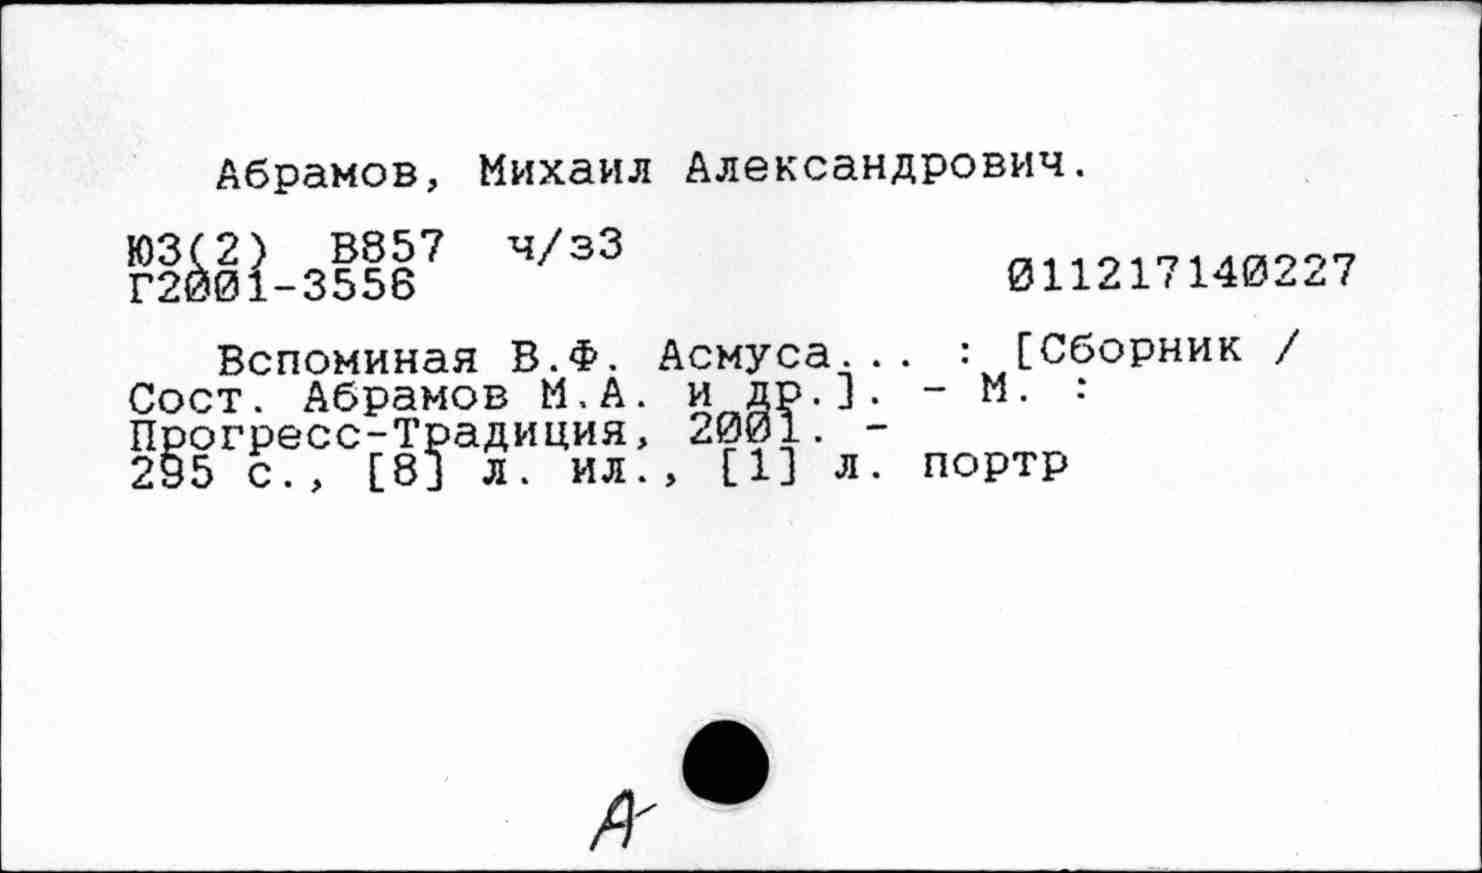 Абрамов, Михаил Александрович.
Ю3(2) В857 ч/з3
Г2001-3556
011217140227
Вспоминая В.Ф. Асмуса... : [Сборник /
Сост. Абрамов М.А. и др.]. - М. :
Прогресс-Традиция, 2001. -
295 с., [8] л. ил., [1] л. портр
А